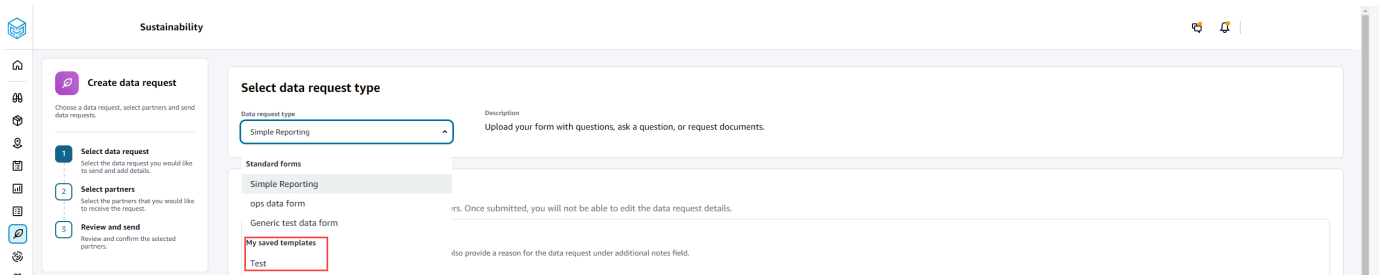 Sustainability
Create data request
Choose a data request, select partners and send
data requests.
1
Select data request
Select the data request you would like
to send and add details.
2
Select partners
Select the partners that you would like
to receive the request.
3
Review and send
Review and confirm the selected
partners.
Select data request type
Data request type
Simple Reporting
Description
Upload your form with questions, ask a question, or request documents.
Standard forms
Simple Reporting
ops data form
Generic test data form
My saved templates
Test
Once submitted, you will not be able to edit the data request details.
provide a reason for the data request under additional notes field.